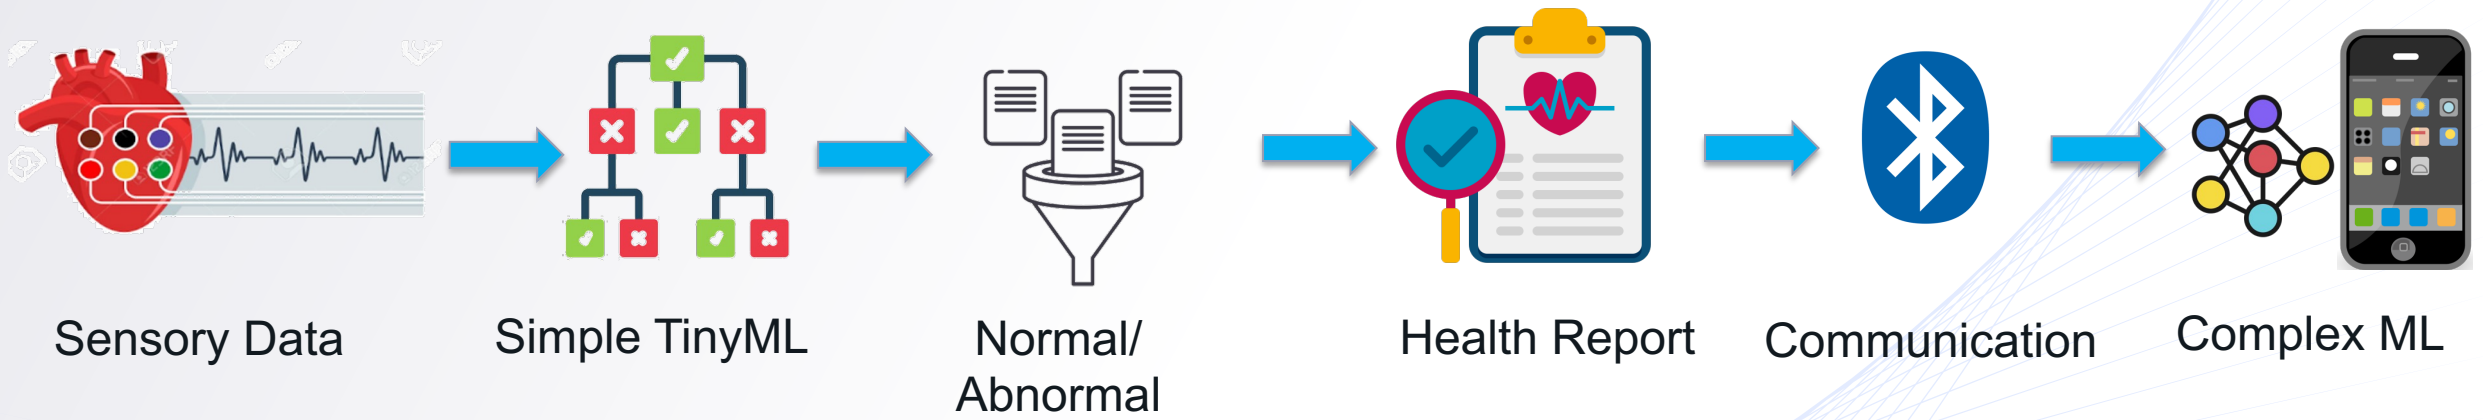 Sensory Data
Simple TinyML
Normal/
Abnormal
Health Report
Communication
Complex ML